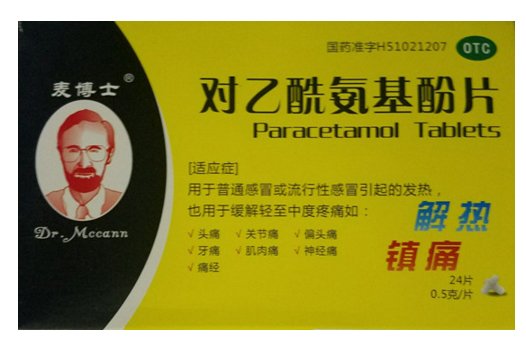 国药准字H51021207
OTC
麦博士®
对乙酰氨基酚片
Paracetamol Tablets
[适应症]
用于普通感冒或流行性感冒引起的发热，
也用于缓解轻至中度疼痛如：
√头痛 √关节痛 √偏头痛
√牙痛 √肌肉痛 √神经痛
√痛经
Dr. Mccann
解热
镇痛
24片
0.5克/片